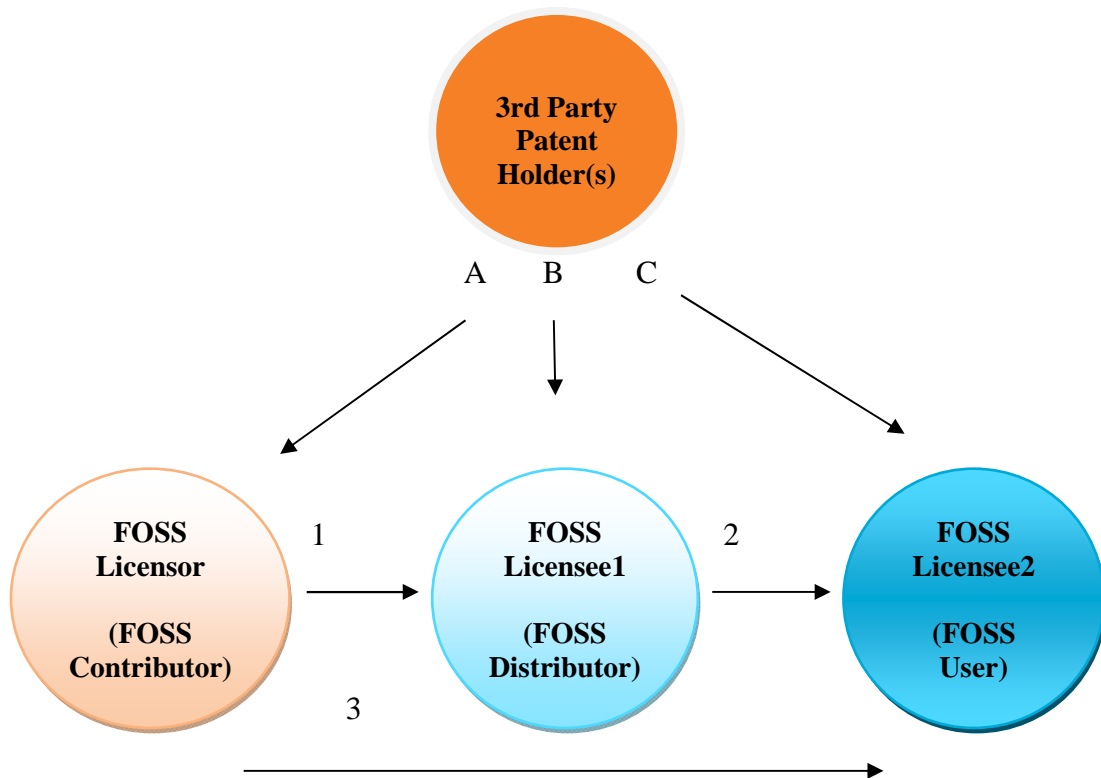 3rd Party
Patent
Holder(s)
A B C
FOSS
Licensor
(FOSS
Contributor)
1
FOSS
Licensee1
(FOSS
Distributor)
2
FOSS
Licensee2
(FOSS
User)
3